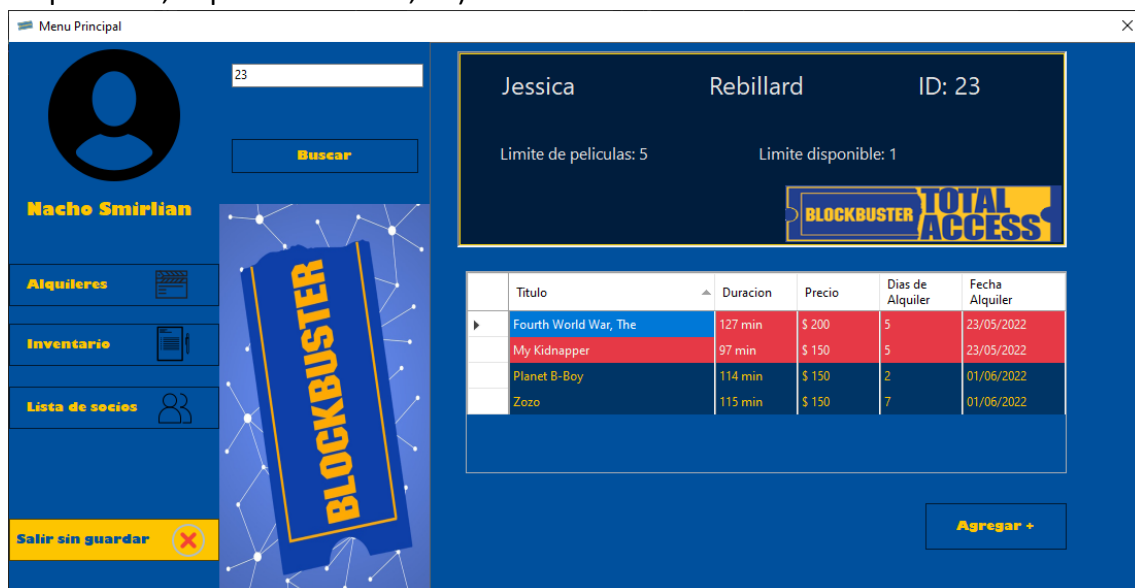 Menu Principal
23
Buscar
Nacho Smirlian
Alquileres
Inventario
Lista de socios
Salir sin guardar
BLOCKBUSTER
Jessica Rebillard ID: 23
Limite de peliculas: 5 Limite disponible: 1
BLOCKBUSTER TOTAL
ACCESS
Titulo Duracion Precio Dias de Alquiler Fecha Alquiler
Fourth World War, The 127 min $ 200 5 23/05/2022
My Kidnapper 97 min $ 150 5 23/05/2022
Planet B-Boy 114 min $ 150 2 01/06/2022
Zozo 115 min $ 150 7 01/06/2022
Agregar +